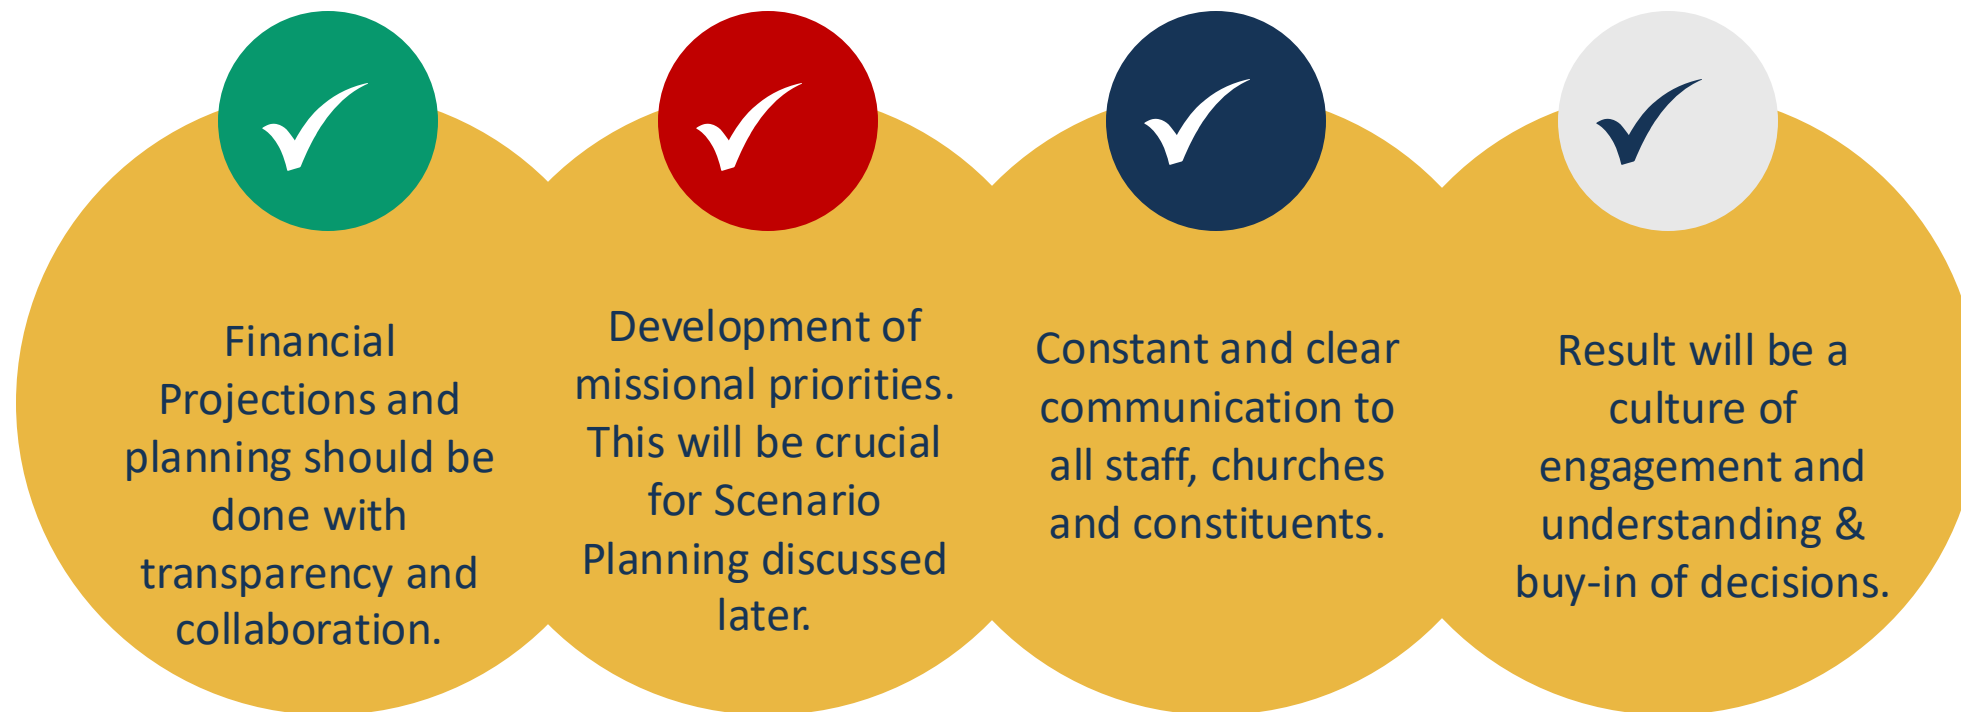 Financial
Projections and
planning should be
done with
transparency and
collaboration.
Development of
missional priorities.
This will be crucial
for Scenario
Planning discussed
later.
Constant and clear
communication to
all staff, churches
and constituents.
Result will be a
culture of
engagement and
understanding &
buy-in of decisions.